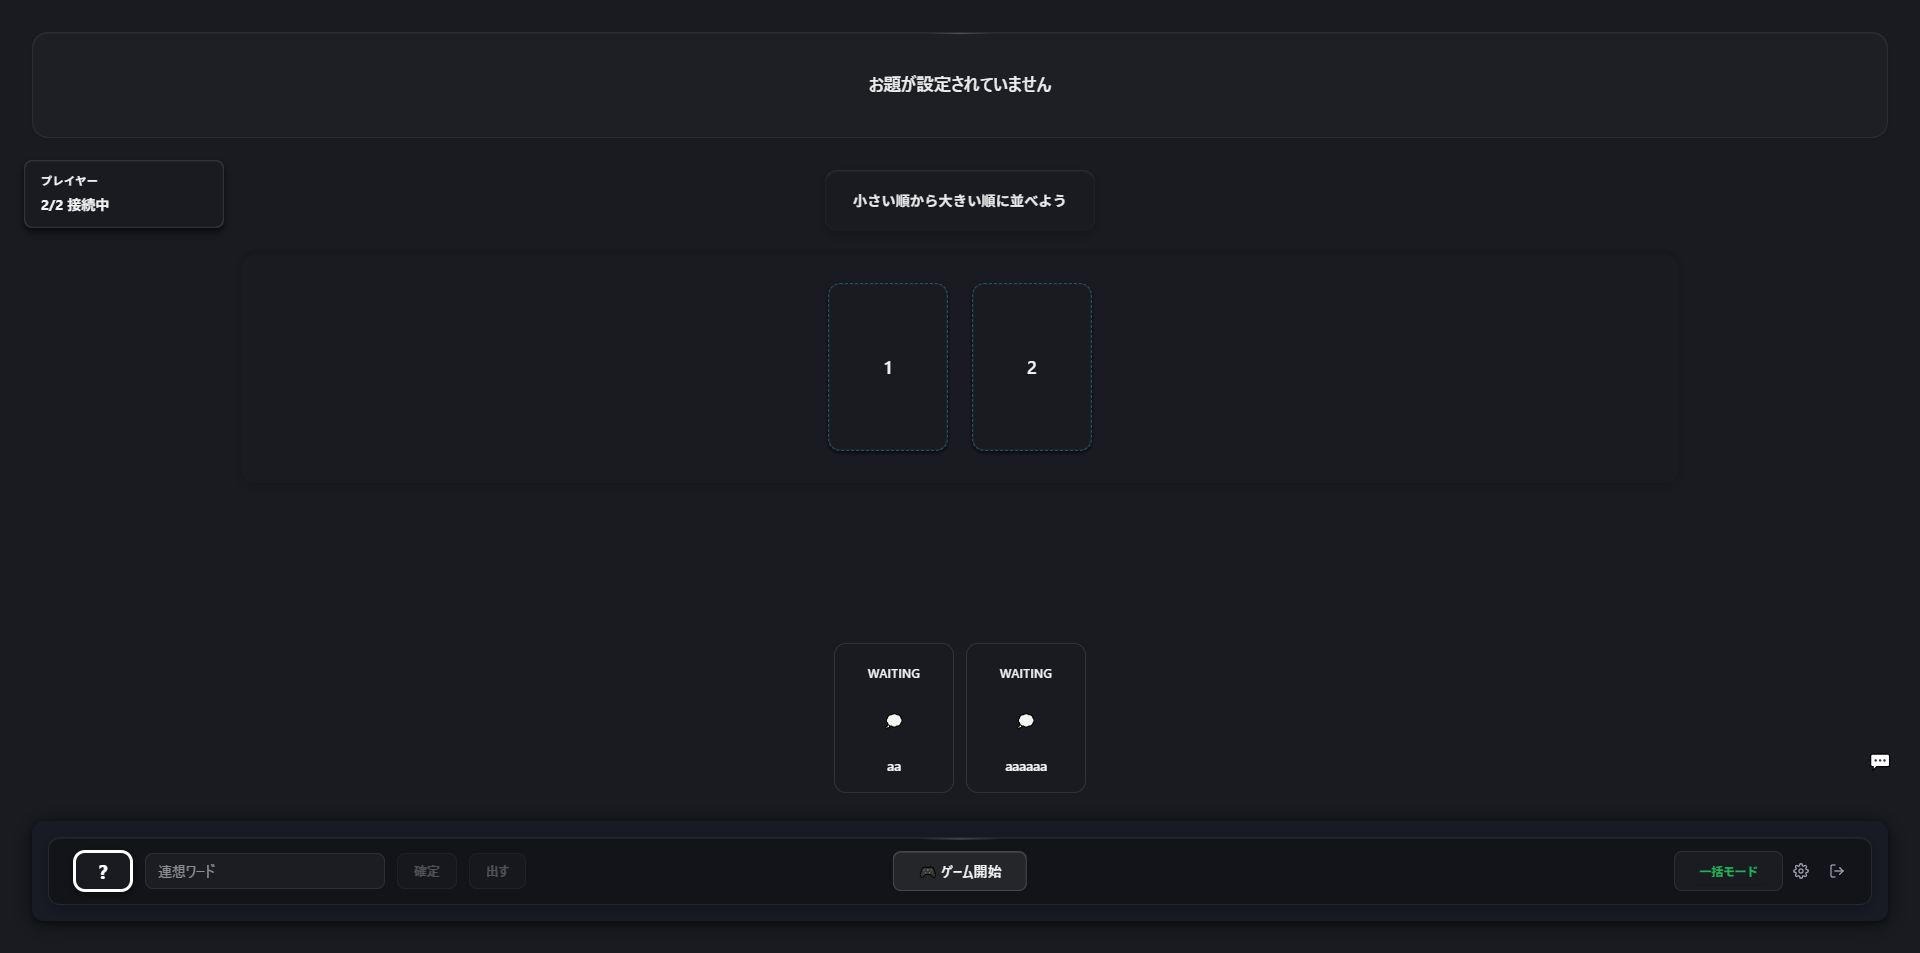 お題が設定されていません
プレイヤー
2/2 接続中
小さい順から大きい順に並べよう
1
2
WAITING
WAITING
aa
aaaaaa
?
連想ワード
確定
出す
ゲーム開始
一括モード